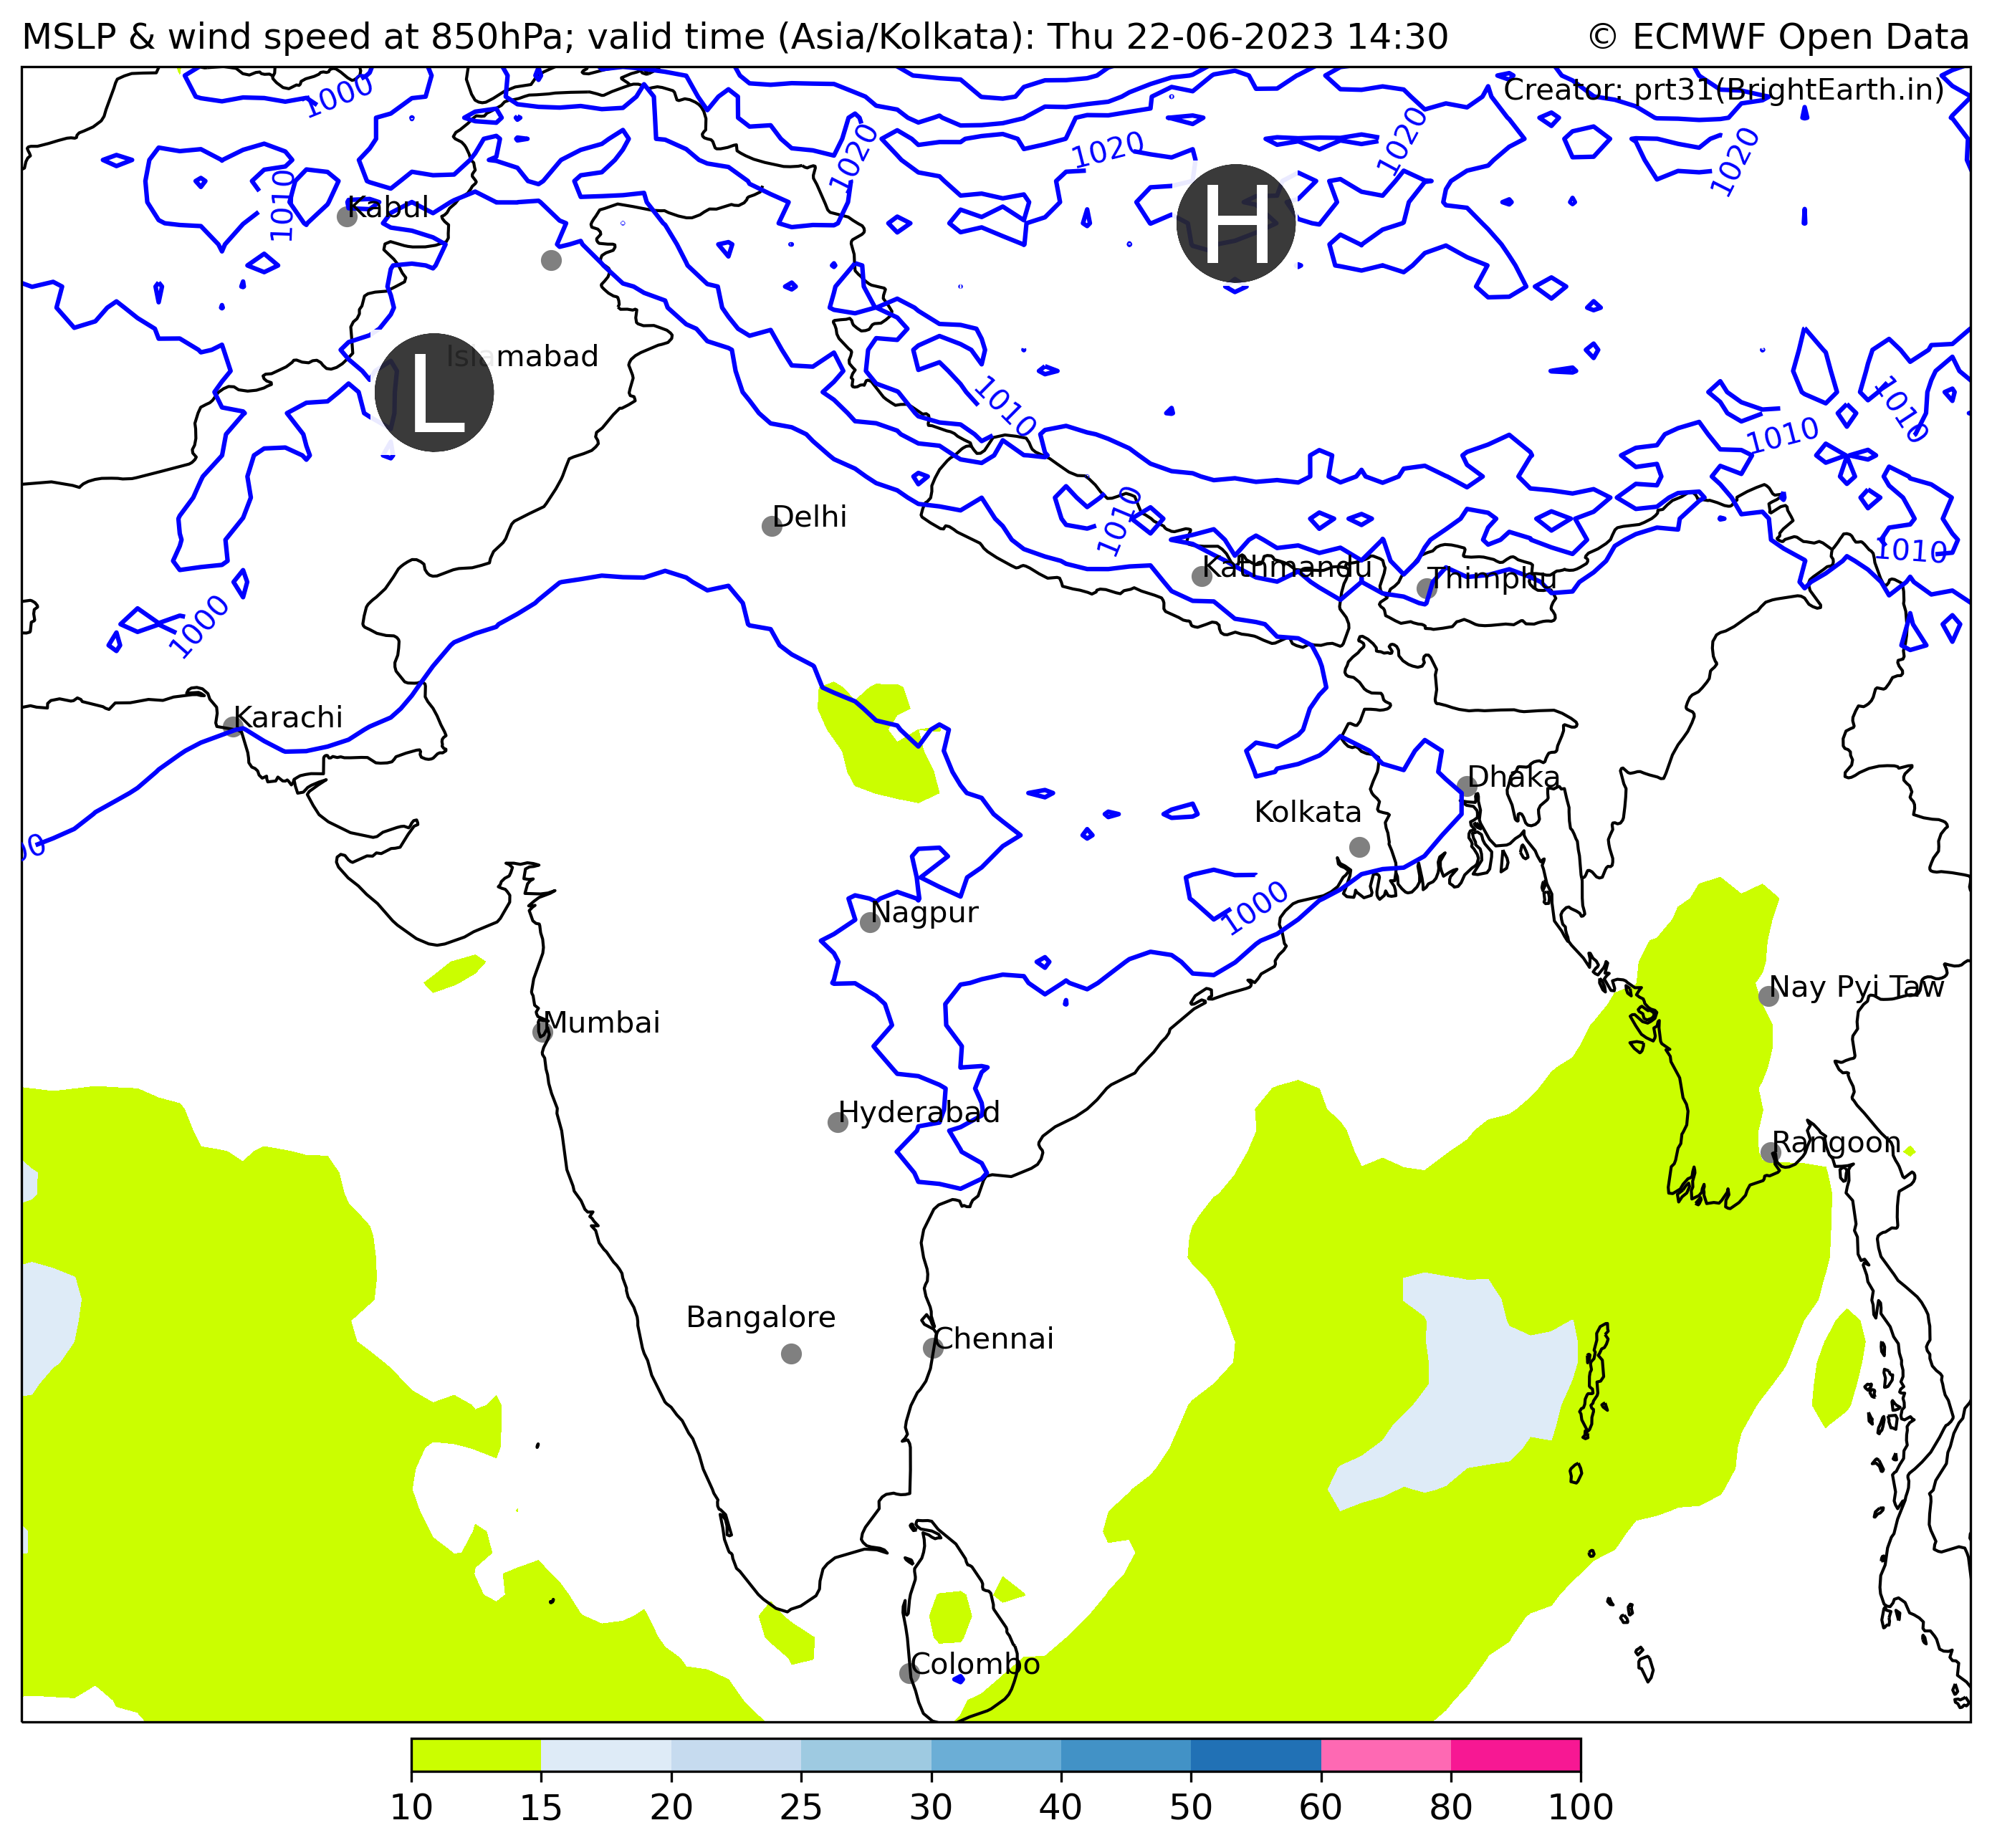 MSLP & wind speed at 850hPa; valid time (Asia/Kolkata): Thu 22-06-2023 14:30
© ECMWF Open Data
Creator: prt31(BrightEarth.in)
1000
1020
1020
1020
1020
1010
Kabul
H
L
Islamabad
1010
1010
1010
Delhi
1010
1010
Kathmandu
Thimphu
1000
Karachi
Dhaka
Kolkata
00
Nagpur
1000
Nay Pyi Taw
Mumbai
Hyderabad
Rangoon
Bangalore
Chennai
Colombo
10 15 20 25 30 40 50 60 80 100